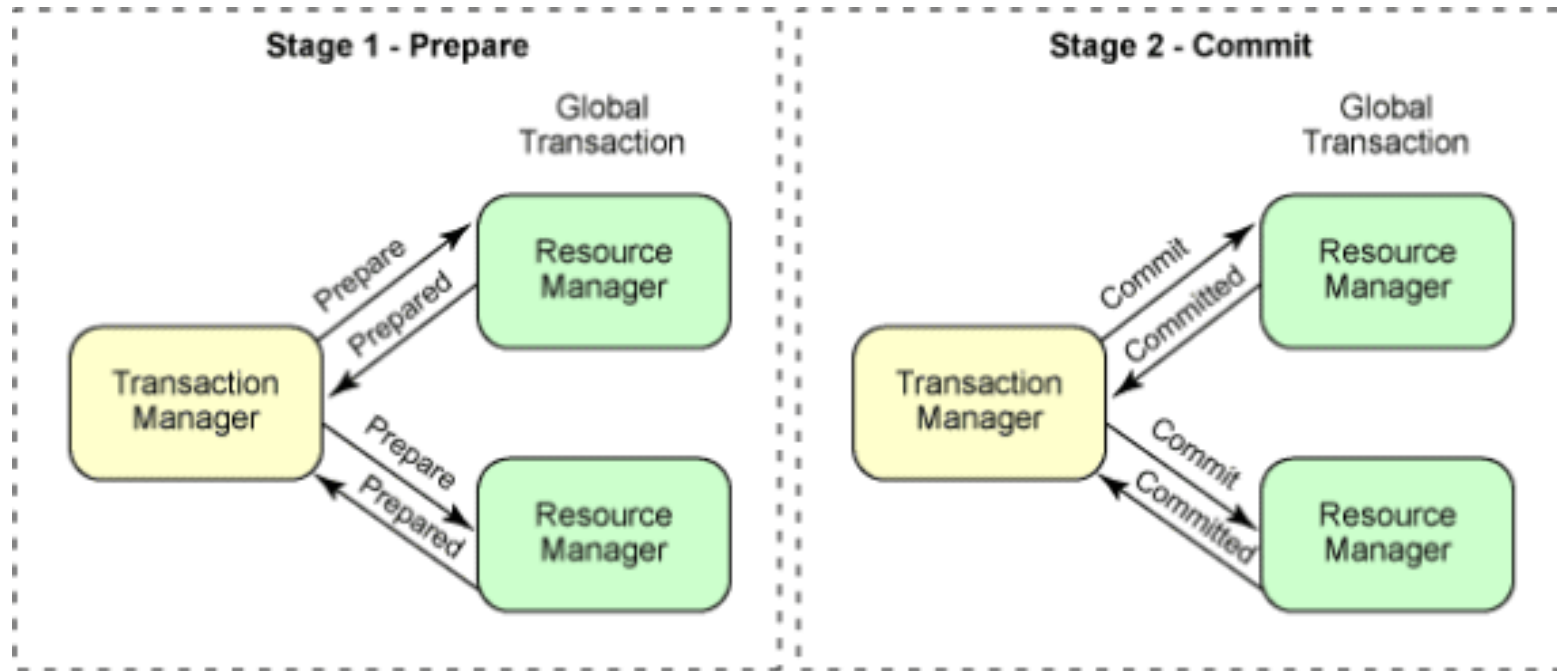 Stage 1 - Prepare
Global
Transaction
Prepare
Prepared
Resource
Manager
Transaction
Manager
Prepare
Prepared
Resource
Manager
Stage 2 - Commit
Global
Transaction
Commit
Committed
Resource
Manager
Transaction
Manager
Commit
Committed
Resource
Manager